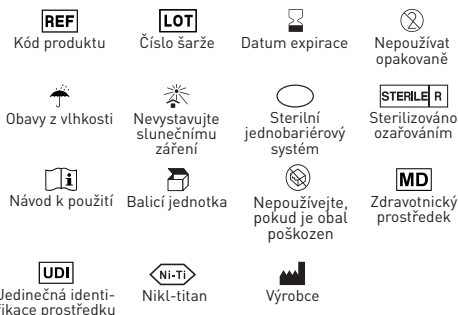 REF
LOT
Kód produktu
Číslo šarže
Datum expirace
Nepoužívat
opakovaně
2
STERILE R
Obavy z vlhkosti
Nevystavujte
slunečnímu
záření
Sterilní
jednobariérový
systém
Sterilizováno
ozařováním
i
MD
Návod k použití
Balicí jednotka
Nepoužívejte,
pokud je obal
poškozen
Zdravotnický
prostředek
UDI
Ni-Ti
Jedinečná identi-
fikace prostředku
Nikl-titan
Výrobce